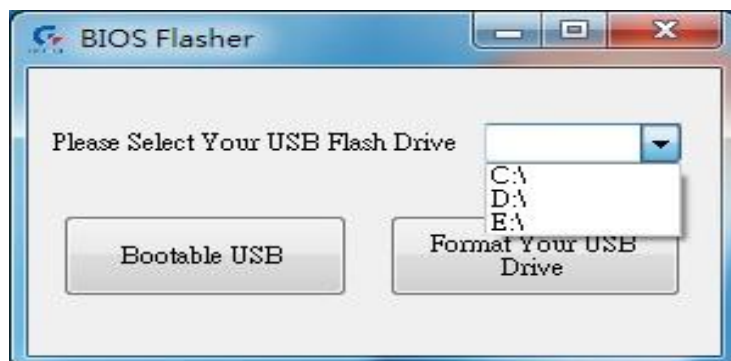 BIOS Flasher
Please Select Your USB Flash Drive
C:\
D:\
E:\
Bootable USB
Format Your USB
Drive